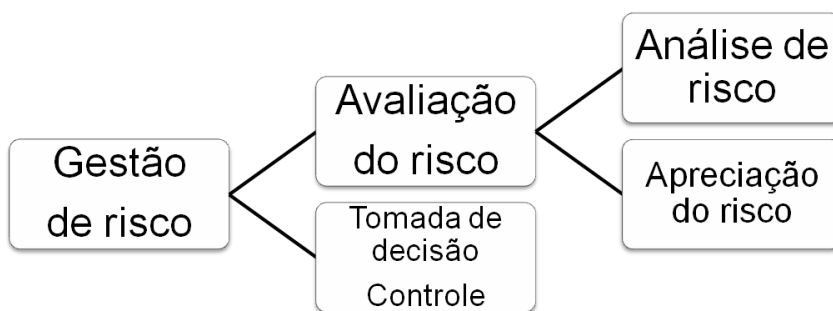 Gestão
de risco
Avaliação
do risco
Tomada de
decisão
Controle
Análise de
risco
Apreciação
do risco